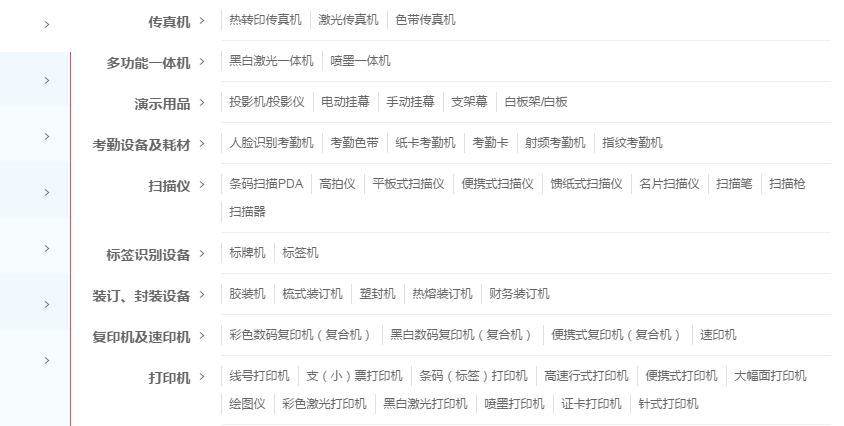 传真机 > 热转印传真机 激光传真机 色带传真机
多功能一体机 > 黑白激光一体机 喷墨一体机
演示用品 > 投影机/投影仪 电动挂幕 手动挂幕 支架幕 白板架/白板
考勤设备及耗材 > 人脸识别考勤机 考勤色带 纸卡考勤机 考勤卡 射频考勤机 指纹考勤机
扫描仪 > 条码扫描PDA 高拍仪 平板式扫描仪 便携式扫描仪 馈纸式扫描仪 名片扫描仪 扫描笔 扫描枪
扫描器
标签识别设备 > 标牌机 标签机
装订、封装设备 > 胶装机 梳式装订机 塑封机 热熔装订机 财务装订机
复印机及速印机 > 彩色数码复印机（复合机） 黑白数码复印机（复合机） 便携式复印机（复合机） 速印机
打印机 > 线号打印机 支（小）票打印机 条码（标签）打印机 高速行式打印机 便携式打印机 大幅面打印机
绘图仪 彩色激光打印机 黑白激光打印机 喷墨打印机 证卡打印机 针式打印机